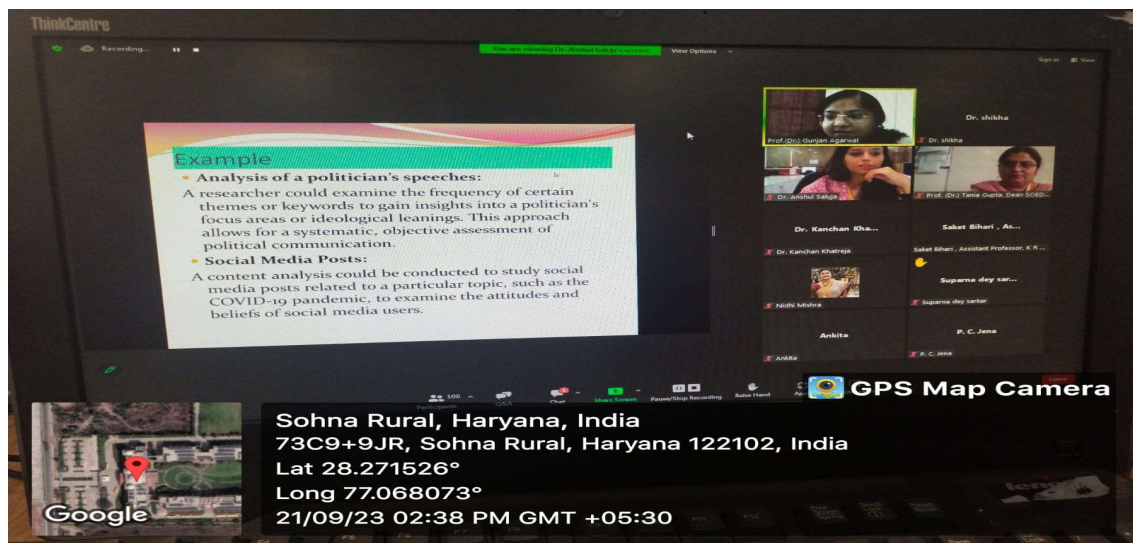 ThinkCentre
Recording...
You are viewing Dr. Anshul Saluja's screen
View Options
Sign in
View
Example
• Analysis of a politician's speeches:
A researcher could examine the frequency of certain
themes or keywords to gain insights into a politician's
focus areas or ideological leanings. This approach
allows for a systematic, objective assessment of
political communication.
• Social Media Posts:
A content analysis could be conducted to study social
media posts related to a particular topic, such as the
COVID-19 pandemic, to examine the attitudes and
beliefs of social media users.
Prof.(Dr.) Gunjan Agarwal
Dr. shikha
Dr. shikha
Dr. Anshul Saluja
Prof. (Dr.) Tania Gupta, Dean SOED...
Dr. Kanchan Kha...
Dr. Kanchan Khatreja
Saket Bihari , As...
Saket Bihari , Assistant Professor, K R ...
Nidhi Mishra
Suparna dey sar...
Suparna dey sarkar
Ankita
Ankita
P. C. Jena
P. C. Jena
106
Participants
Q&A
Chat
Share Screen
Pause/Stop Recording
Raise Hand
Leave
GPS Map Camera
Sohna Rural, Haryana, India
73C9+9JR, Sohna Rural, Haryana 122102, India
Lat 28.271526°
Long 77.068073°
21/09/23 02:38 PM GMT +05:30
Google
F5
F6
F7